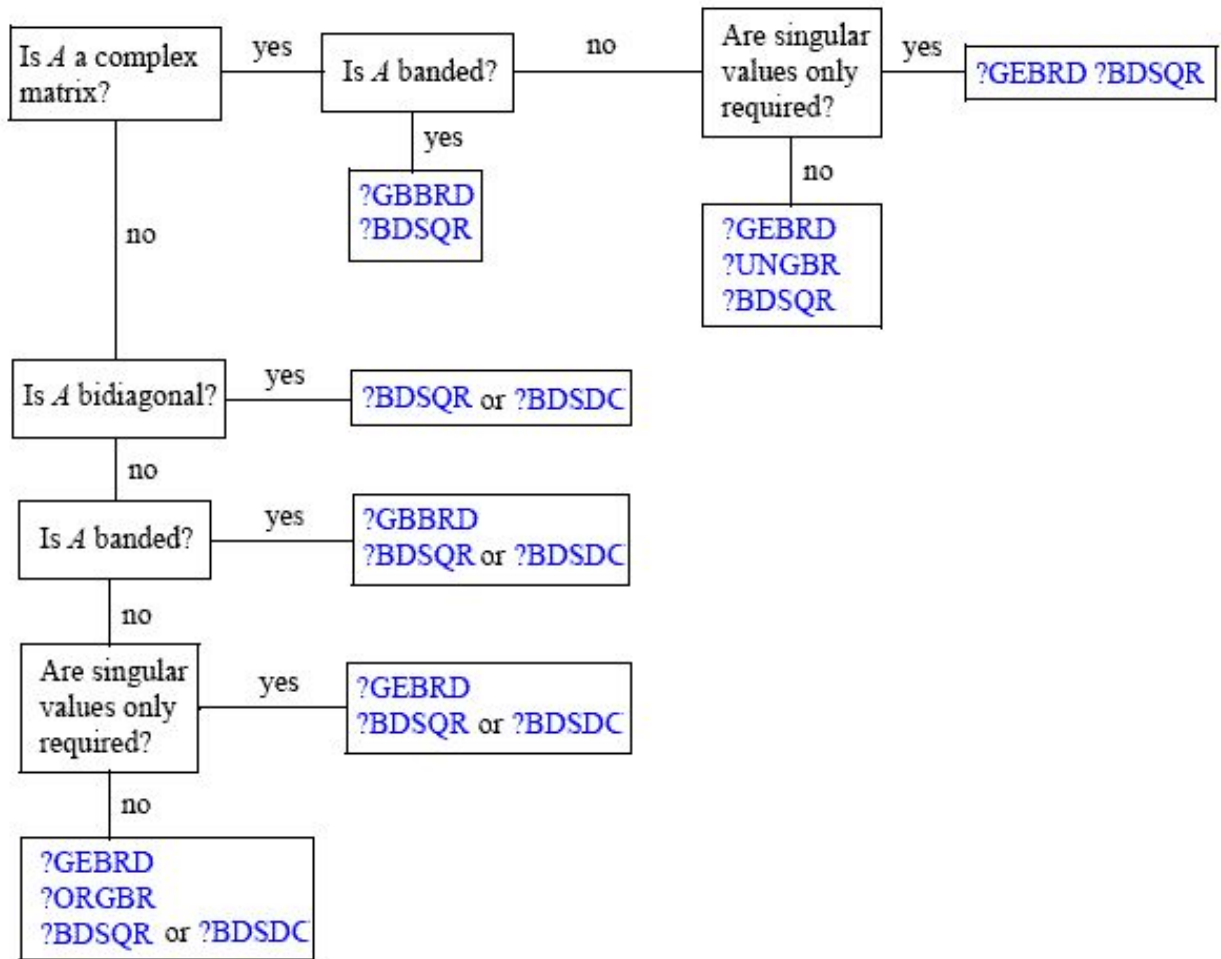 Is A a complex
matrix?
yes
Is A banded?
no
Are singular
values only
required?
yes
?GEBRD ?BDSQR
yes
?GBBRD
?BDSQR
no
?GEBRD
?UNGBR
?BDSQR
no
Is A bidiagonal?
yes
?BDSQR or ?BDSDC
no
Is A banded?
yes
?GBBRD
?BDSQR or ?BDSDC
no
Are singular
values only
required?
yes
?GEBRD
?BDSQR or ?BDSDC
no
?GEBRD
?ORGBR
?BDSQR or ?BDSDC